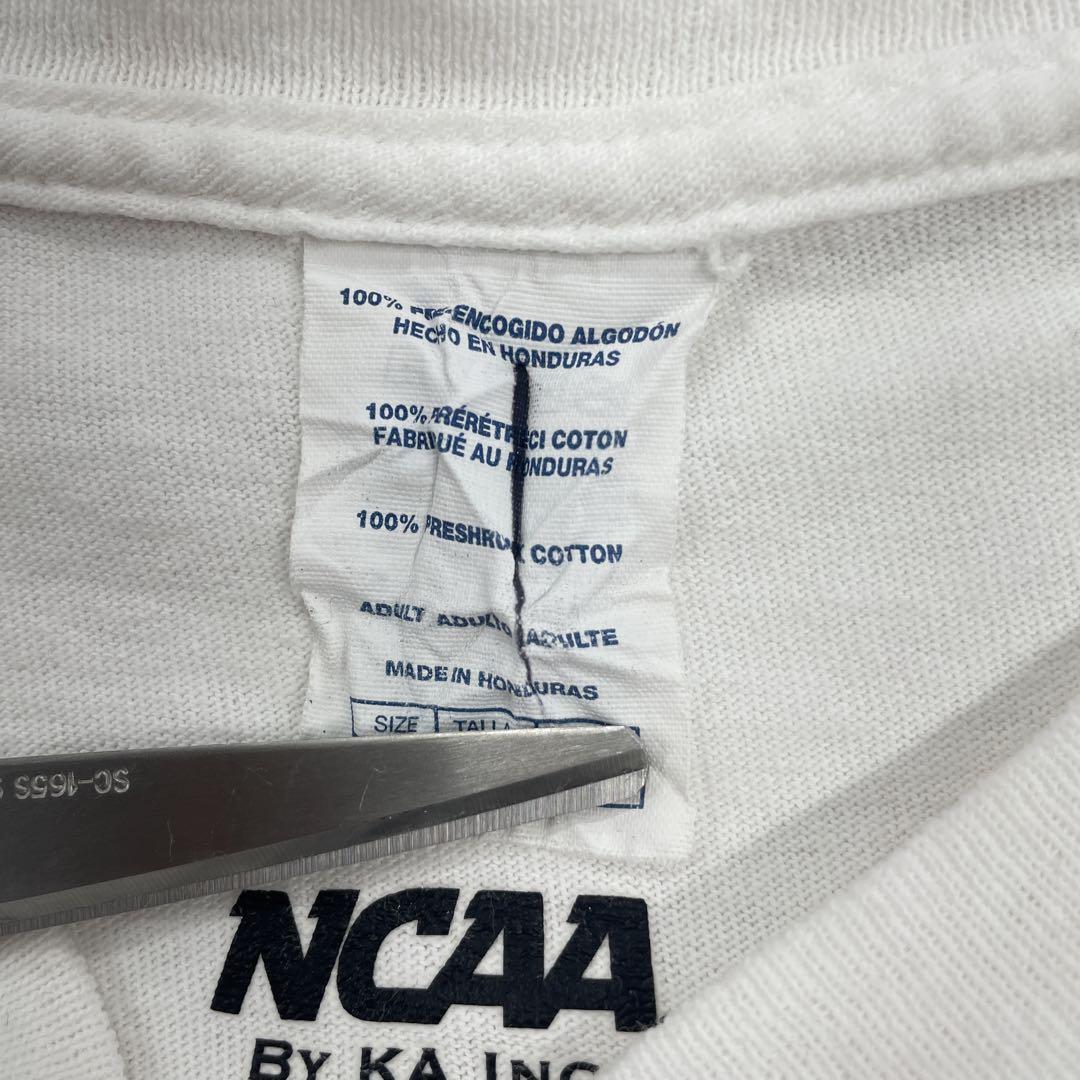 100% PRE-ENCOGIDO ALGODÓN
HECHO EN HONDURAS
100% PRÉRÉTRÉCI COTON
FABRIQUÉ AU HONDURAS
100% PRESHRUNK COTTON
ADULT ADULTO ADULTE
MADE IN HONDURAS
SIZE TALLA
SC-165S
NCAA
BY KA INC